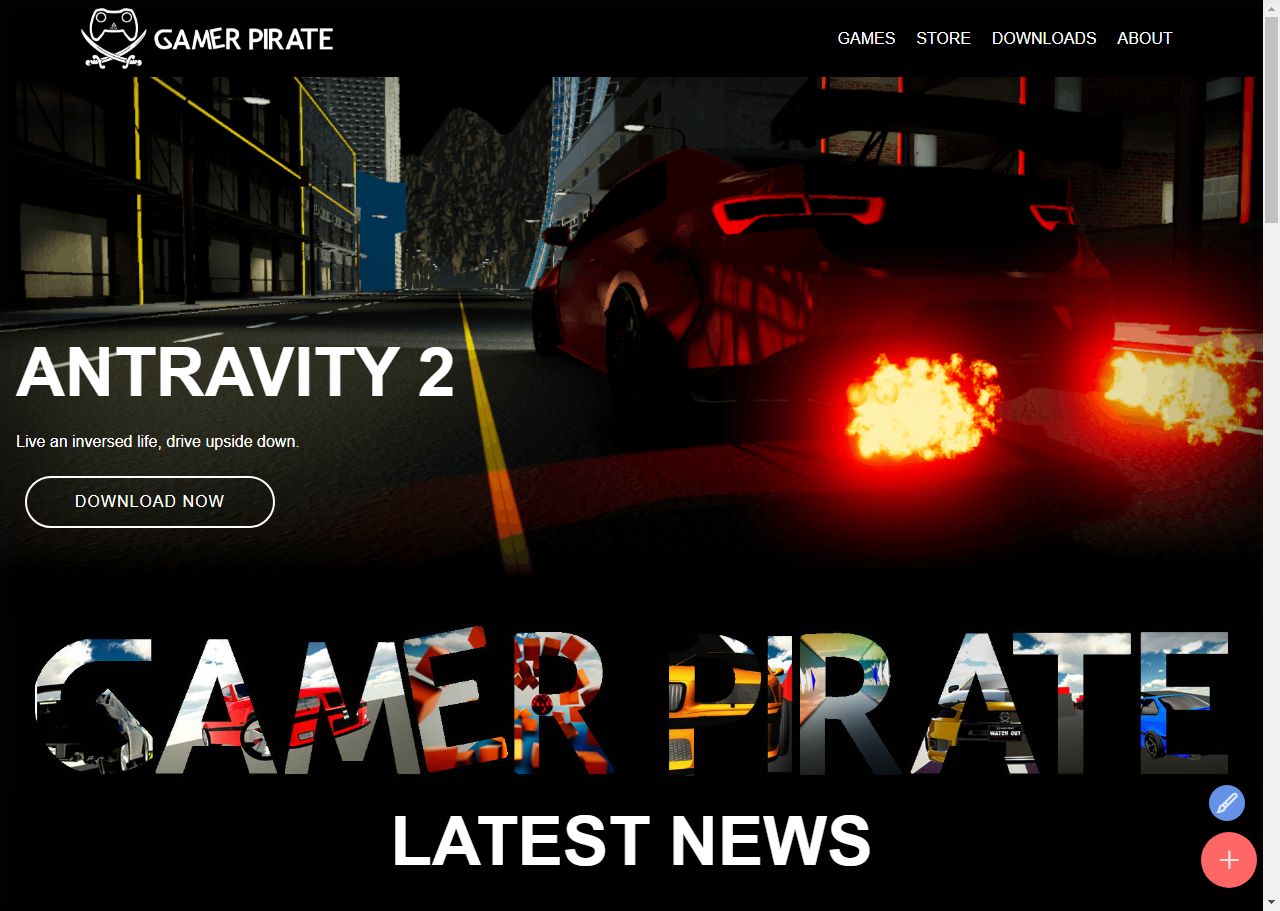 GAMER PIRATE
GAMES STORE DOWNLOADS ABOUT
ANTRAVITY 2
Live an inversed life, drive upside down.
DOWNLOAD NOW
GAMER PIRATE
WATCH OUT
LATEST NEWS